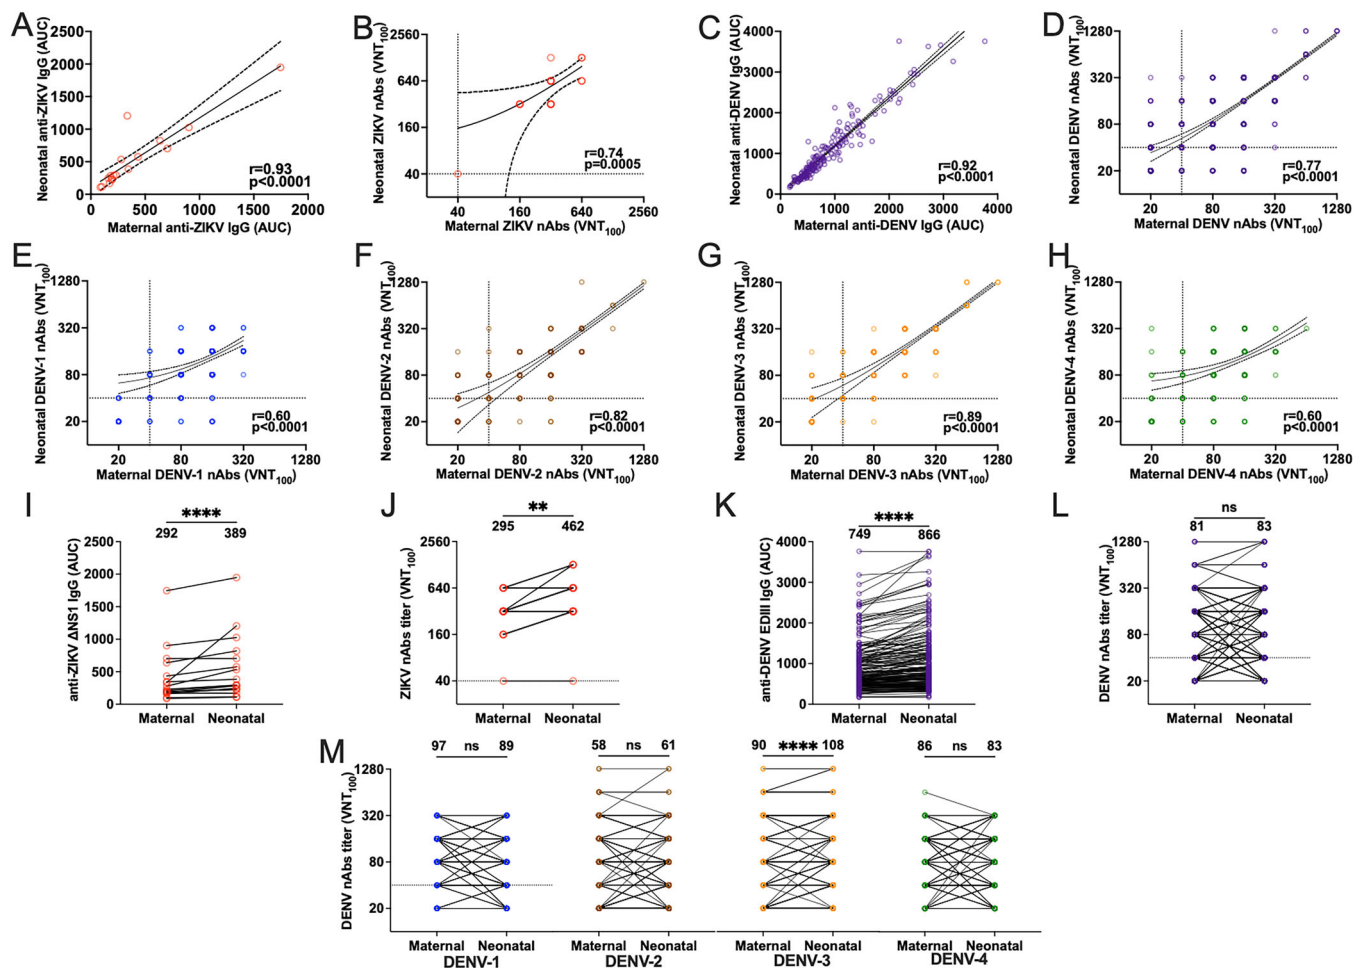 A
Neonatal anti-ZIKV IgG (AUC)
2500
2000
1500
1000
500
0
0 500 1000 1500 2000
r=0.93
p<0.0001
Maternal anti-ZIKV IgG (AUC)
B
Neonatal ZIKV nAbs (VNT100)
2560
640
160
40
40 160 640 2560
r=0.74
p=0.0005
Maternal ZIKV nAbs (VNT100)
C
Neonatal anti-DENV IgG (AUC)
4000
3000
2000
1000
0
0 1000 2000 3000 4000
r=0.92
p<0.0001
Maternal anti-DENV IgG (AUC)
D
Neonatal DENV nAbs (VNT100)
1280
320
80
20
20 80 320 1280
r=0.77
p<0.0001
Maternal DENV nAbs (VNT100)
E
Neonatal DENV-1 nAbs (VNT100)
1280
320
80
20
20 80 320 1280
r=0.60
p<0.0001
Maternal DENV-1 nAbs (VNT100)
F
Neonatal DENV-2 nAbs (VNT100)
1280
320
80
20
20 80 320 1280
r=0.82
p<0.0001
Maternal DENV-2 nAbs (VNT100)
G
Neonatal DENV-3 nAbs (VNT100)
1280
320
80
20
20 80 320 1280
r=0.89
p<0.0001
Maternal DENV-3 nAbs (VNT100)
H
Neonatal DENV-4 nAbs (VNT100)
1280
320
80
20
20 80 320 1280
r=0.60
p<0.0001
Maternal DENV-4 nAbs (VNT100)
I
****
292 389
anti-ZIKV ΔNS1 IgG (AUC)
2500
2000
1500
1000
500
0
Maternal Neonatal
J
**
295 462
ZIKV nAbs titer (VNT100)
2560
640
160
40
Maternal Neonatal
K
****
749 866
anti-DENV EDIII IgG (AUC)
4000
3000
2000
1000
0
Maternal Neonatal
L
ns
81 83
DENV nAbs titer (VNT100)
1280
320
80
20
Maternal Neonatal
M
DENV nAbs titer (VNT100)
1280
320
80
20
97 ns 89
58 ns 61
90 **** 108
86 ns 83
Maternal Neonatal
DENV-1
Maternal Neonatal
DENV-2
Maternal Neonatal
DENV-3
Maternal Neonatal
DENV-4